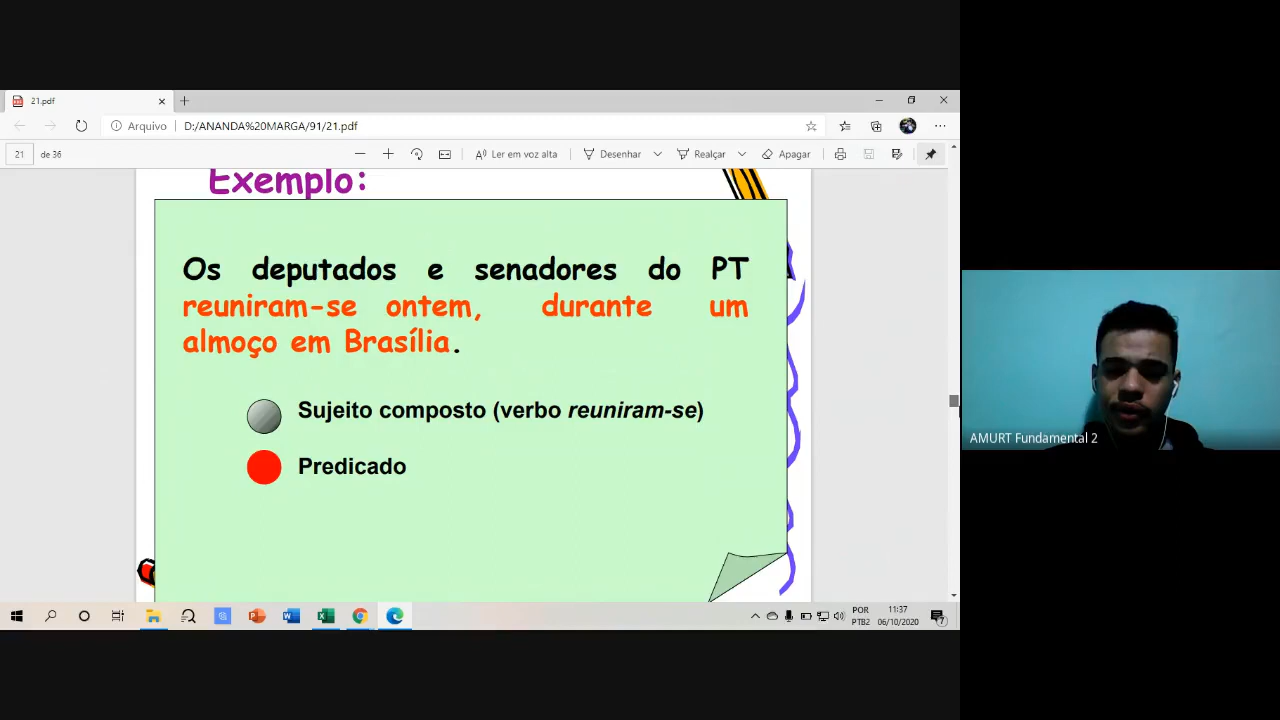 21.pdf
Arquivo D:/ANANDA%20MARGA/91/21.pdf
21 de 36 Ler em voz alta Desenhar Realçar Apagar
Exemplo:
Os deputados e senadores do PT
reuniram-se ontem, durante um
almoço em Brasília.
Sujeito composto (verbo reuniram-se)
Predicado
AMURT Fundamental 2
POR 11:37
PTB2 06/10/2020